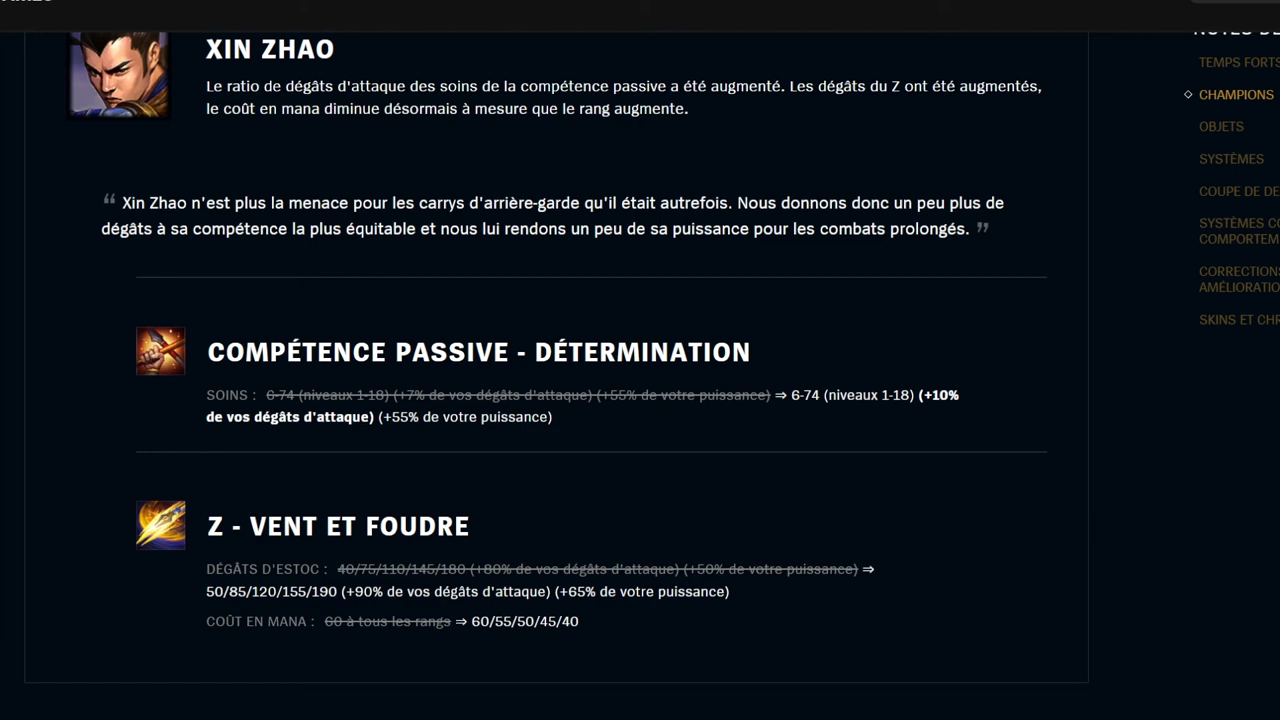 XIN ZHAO
Le ratio de dégâts d'attaque des soins de la compétence passive a été augmenté. Les dégâts du Z ont été augmentés,
le coût en mana diminue désormais à mesure que le rang augmente.
“ Xin Zhao n'est plus la menace pour les carrys d'arrière-garde qu'il était autrefois. Nous donnons donc un peu plus de
dégâts à sa compétence la plus équitable et nous lui rendons un peu de sa puissance pour les combats prolongés. ”
COMPÉTENCE PASSIVE - DÉTERMINATION
SOINS : 6-74 (niveaux 1-18) (+7% de vos dégâts d'attaque) (+55% de votre puissance) ⇒ 6-74 (niveaux 1-18) (+10%
de vos dégâts d'attaque) (+55% de votre puissance)
Z - VENT ET FOUDRE
DÉGÂTS D'ESTOC : 40/75/110/145/180 (+80% de vos dégâts d'attaque) (+50% de votre puissance) ⇒
50/85/120/155/190 (+90% de vos dégâts d'attaque) (+65% de votre puissance)
COÛT EN MANA : 60 à tous les rangs ⇒ 60/55/50/45/40
TEMPS FORTS
CHAMPIONS
OBJETS
SYSTÈMES
COUPE DE DE
SYSTÈMES CO
COMPORTEM
CORRECTIONS
AMÉLIORATIO
SKINS ET CHR